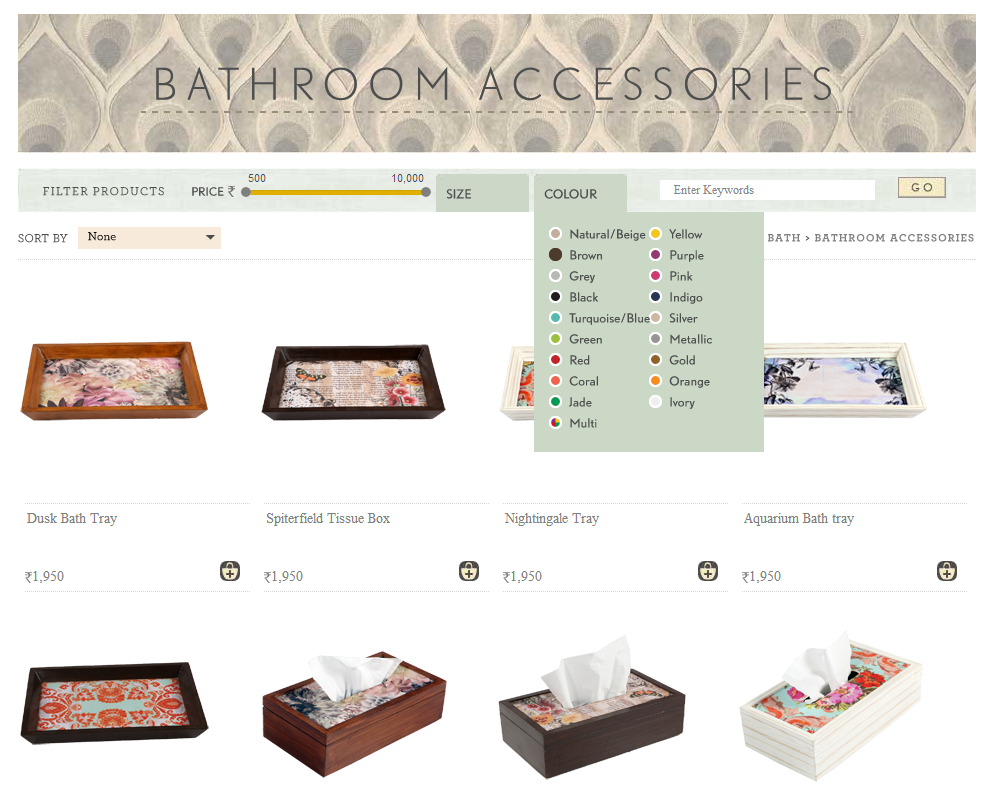 BATHROOM ACCESSORIES
FILTER PRODUCTS
PRICE ₹
500
10,000
SIZE
COLOUR
Enter Keywords
GO
SORT BY
None
BATH > BATHROOM ACCESSORIES
Natural/Beige
Yellow
Brown
Purple
Grey
Pink
Black
Indigo
Turquoise/Blue
Silver
Green
Metallic
Red
Gold
Coral
Orange
Jade
Ivory
Multi
Dusk Bath Tray
Spiterfield Tissue Box
Nightingale Tray
Aquarium Bath tray
₹1,950
₹1,950
₹1,950
₹1,950